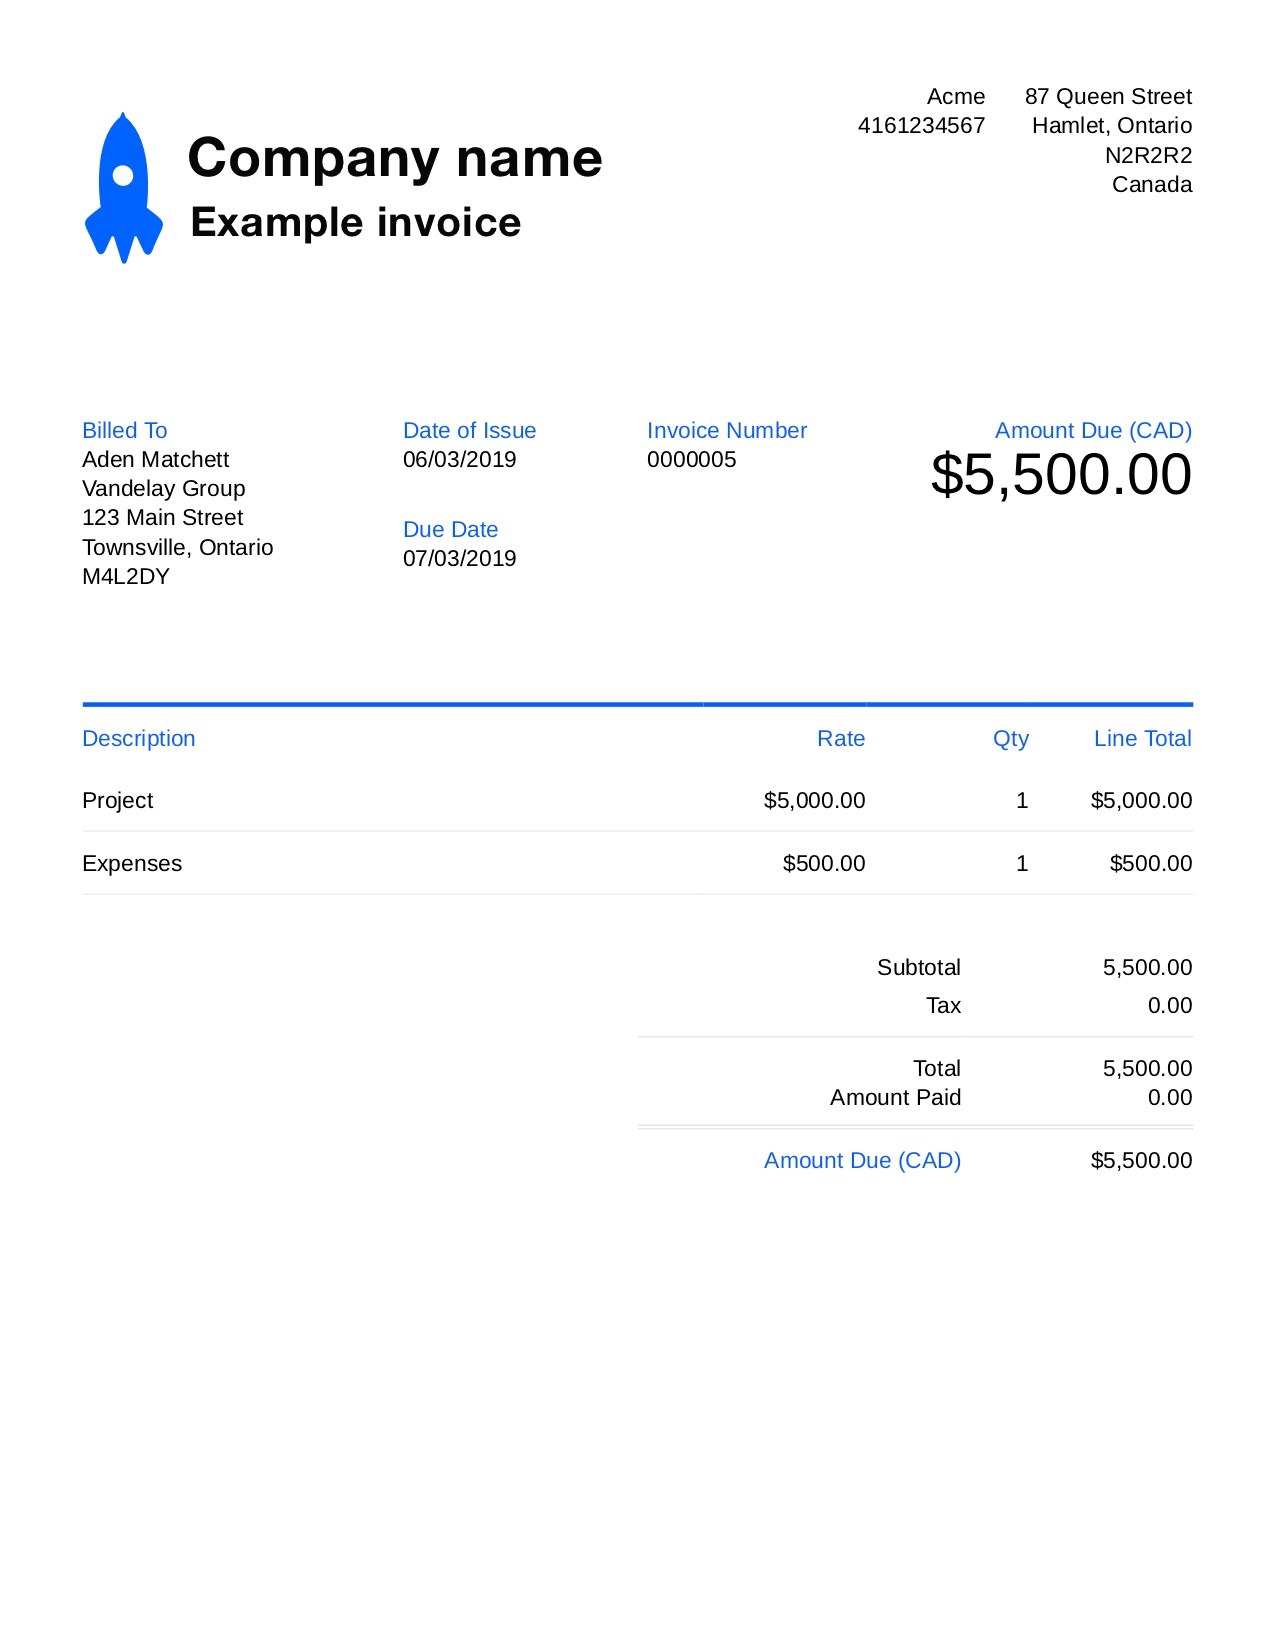 Company name
Example invoice
Acme
4161234567
87 Queen Street
Hamlet, Ontario
N2R2R2
Canada
Billed To
Aden Matchett
Vandelay Group
123 Main Street
Townsville, Ontario
M4L2DY
Date of Issue
06/03/2019
Due Date
07/03/2019
Invoice Number
0000005
Amount Due (CAD)
$5,500.00
Description Rate Qty Line Total
Project $5,000.00 1 $5,000.00
Expenses $500.00 1 $500.00
Subtotal 5,500.00
Tax 0.00
Total 5,500.00
Amount Paid 0.00
Amount Due (CAD) $5,500.00